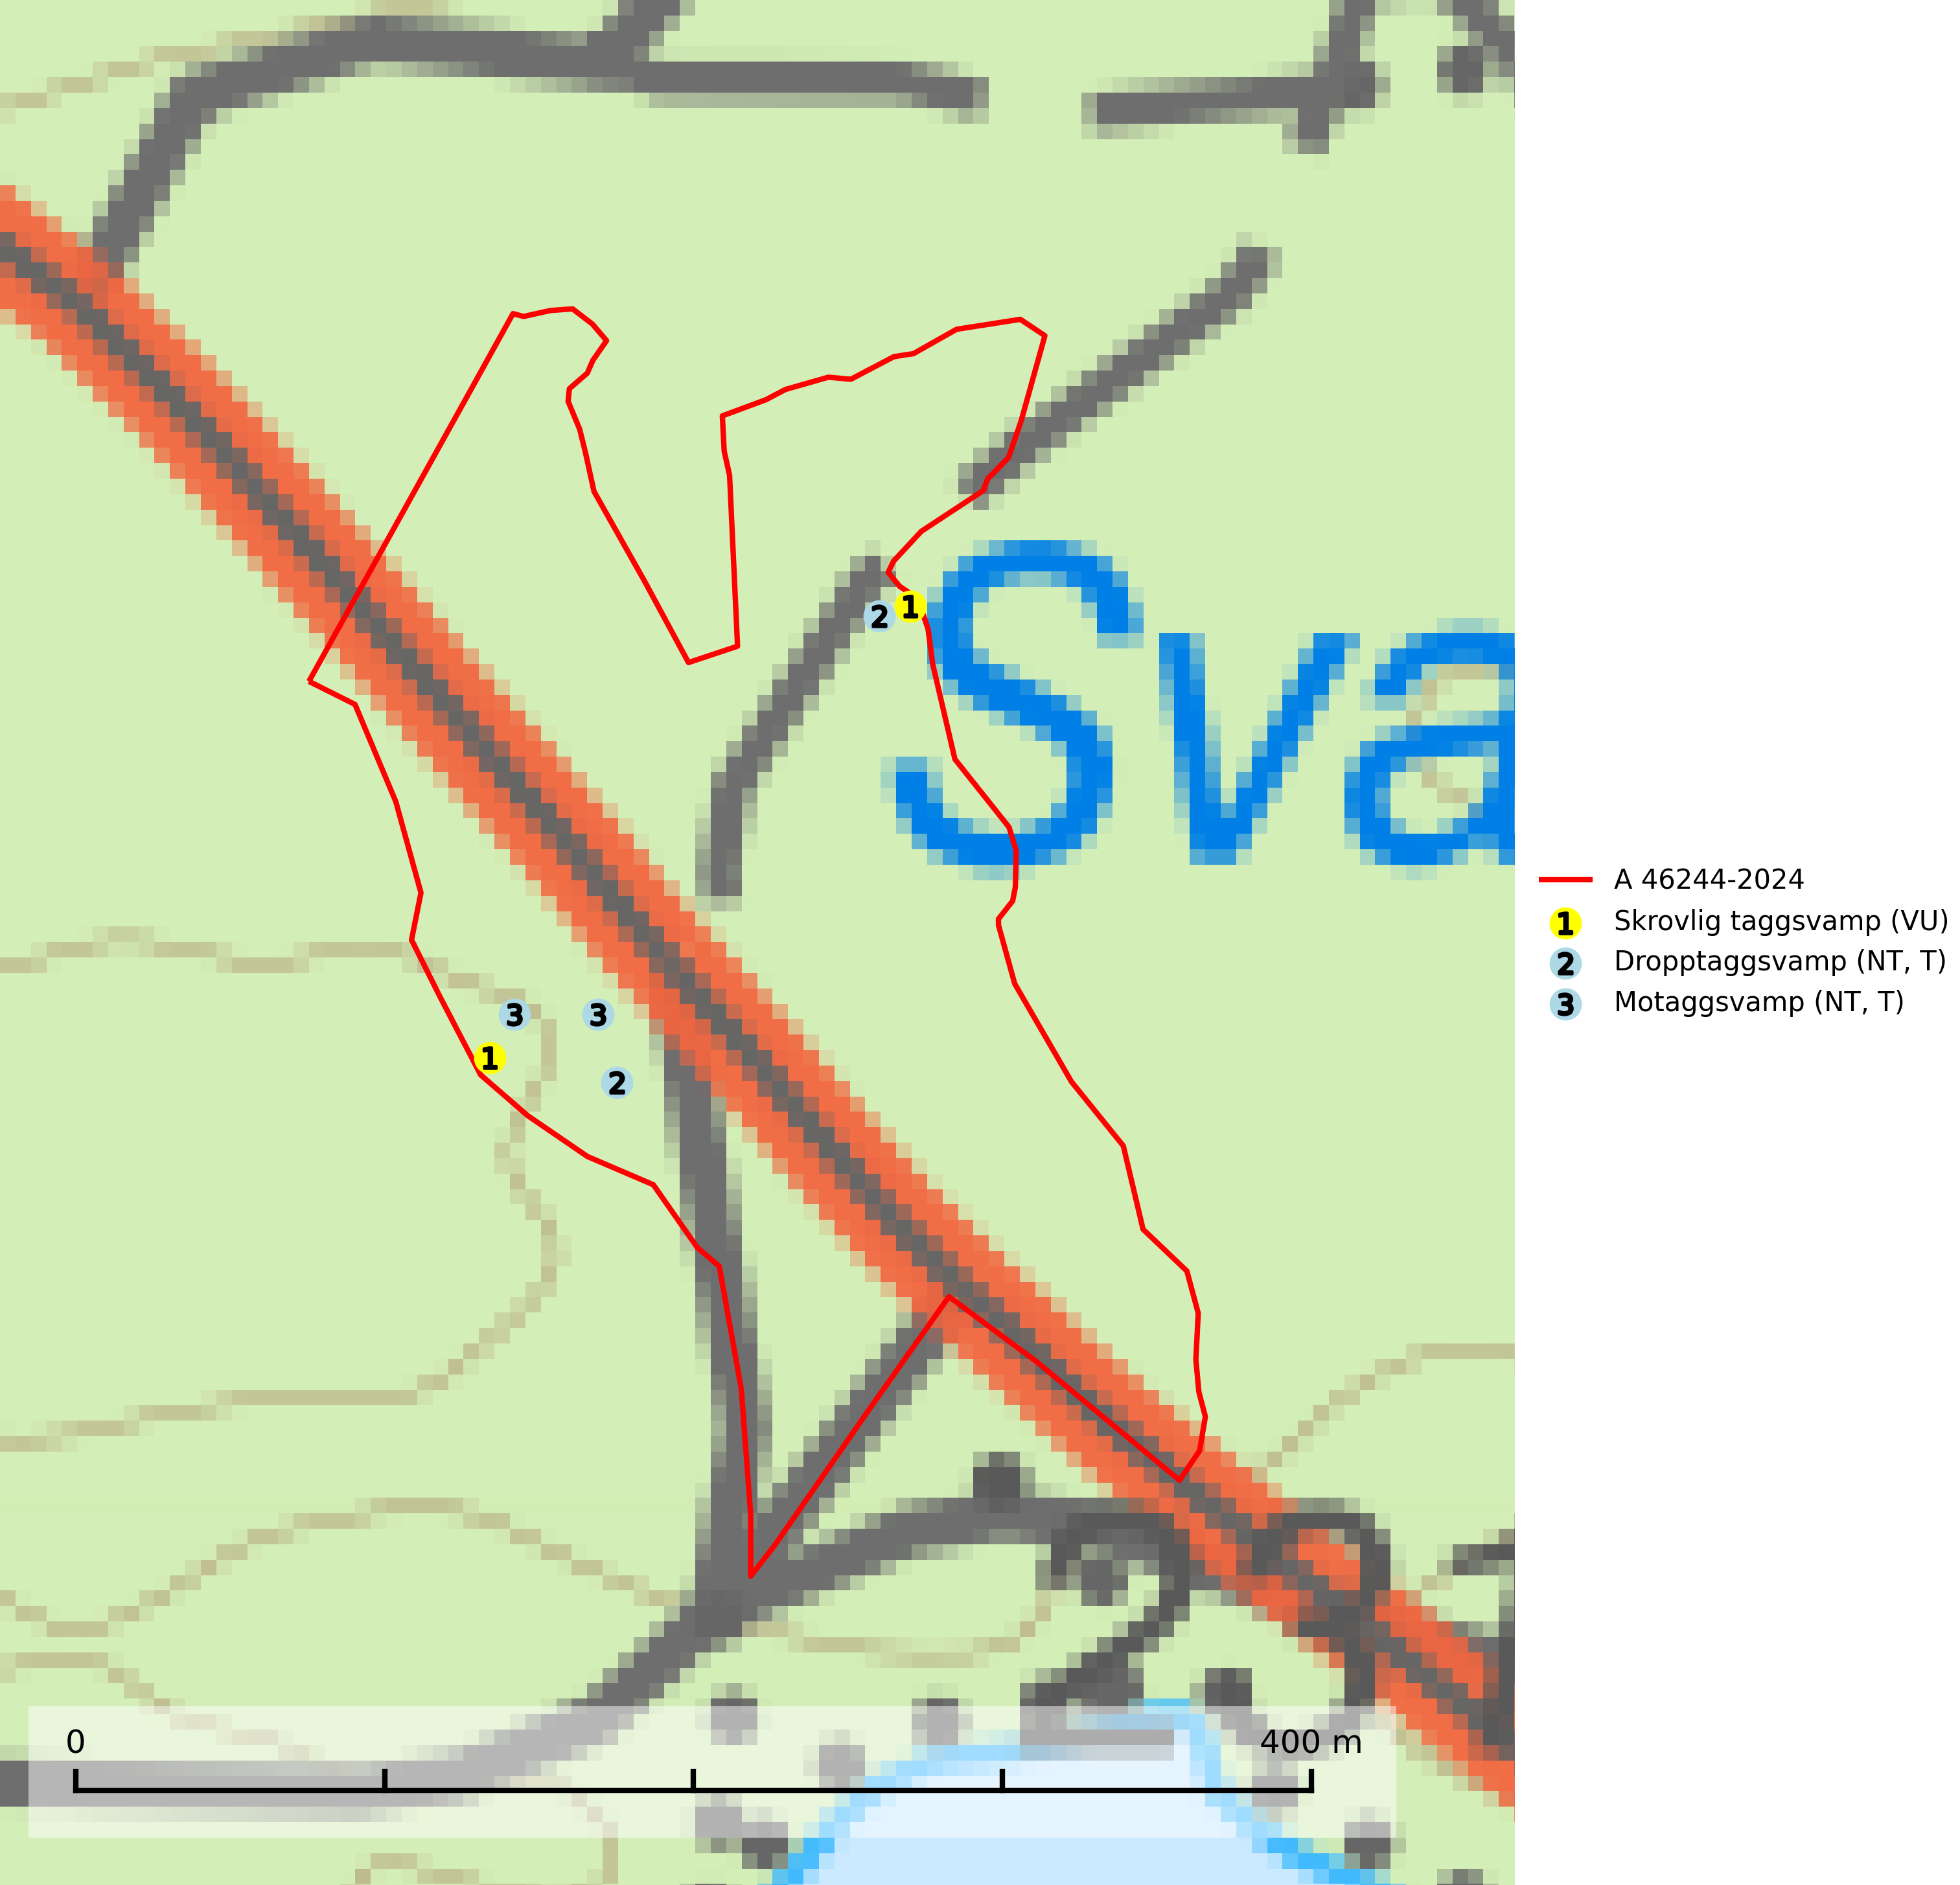 2 1
Sva
3 3
1
2
0 400 m
A 46244-2024
1 Skrovlig taggsvamp (VU)
2 Dropptaggsvamp (NT, T)
3 Motaggsvamp (NT, T)